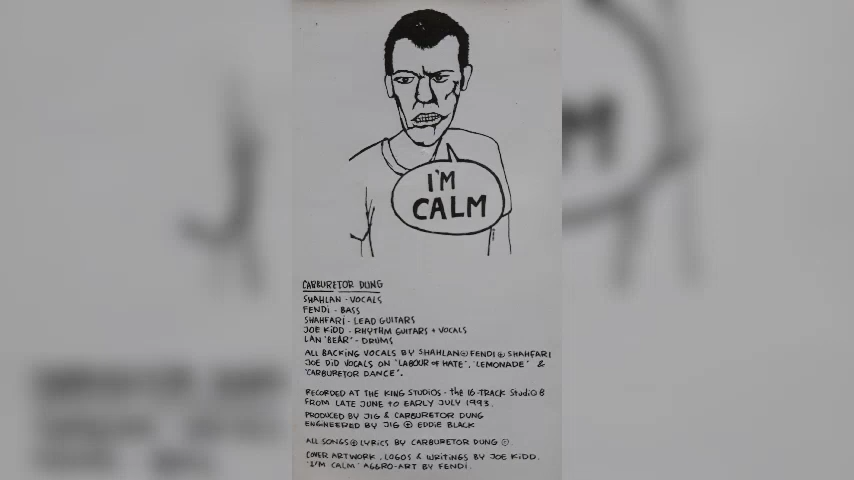 I'M
CALM
CARBURETOR DUNG
SHAHLAN - VOCALS
FENDI - BASS
SHAHFARI - LEAD GUITARS
JOE KIDD - RHYTHM GUITARS + VOCALS
LAN "BEAR" - DRUMS
ALL BACKING VOCALS BY SHAHLAN FENDI SHAHFARI
JOE DID VOCALS ON "LABOUR OF HATE", "LEMONADE" &
"CARBURETOR DANCE".
RECORDED AT THE KING STUDIOS - the 16-TRACK STUDIO B
FROM LATE JUNE TO EARLY JULY 1993.
PRODUCED BY JIG & CARBURETOR DUNG
ENGINEERED BY JIG EDDIE BLACK
ALL SONGS LYRICS BY CARBURETOR DUNG ©
COVER ARTWORK, LOGOS & WRITINGS BY JOE KIDD.
"I'M CALM" AGGRO-ART BY FENDI.